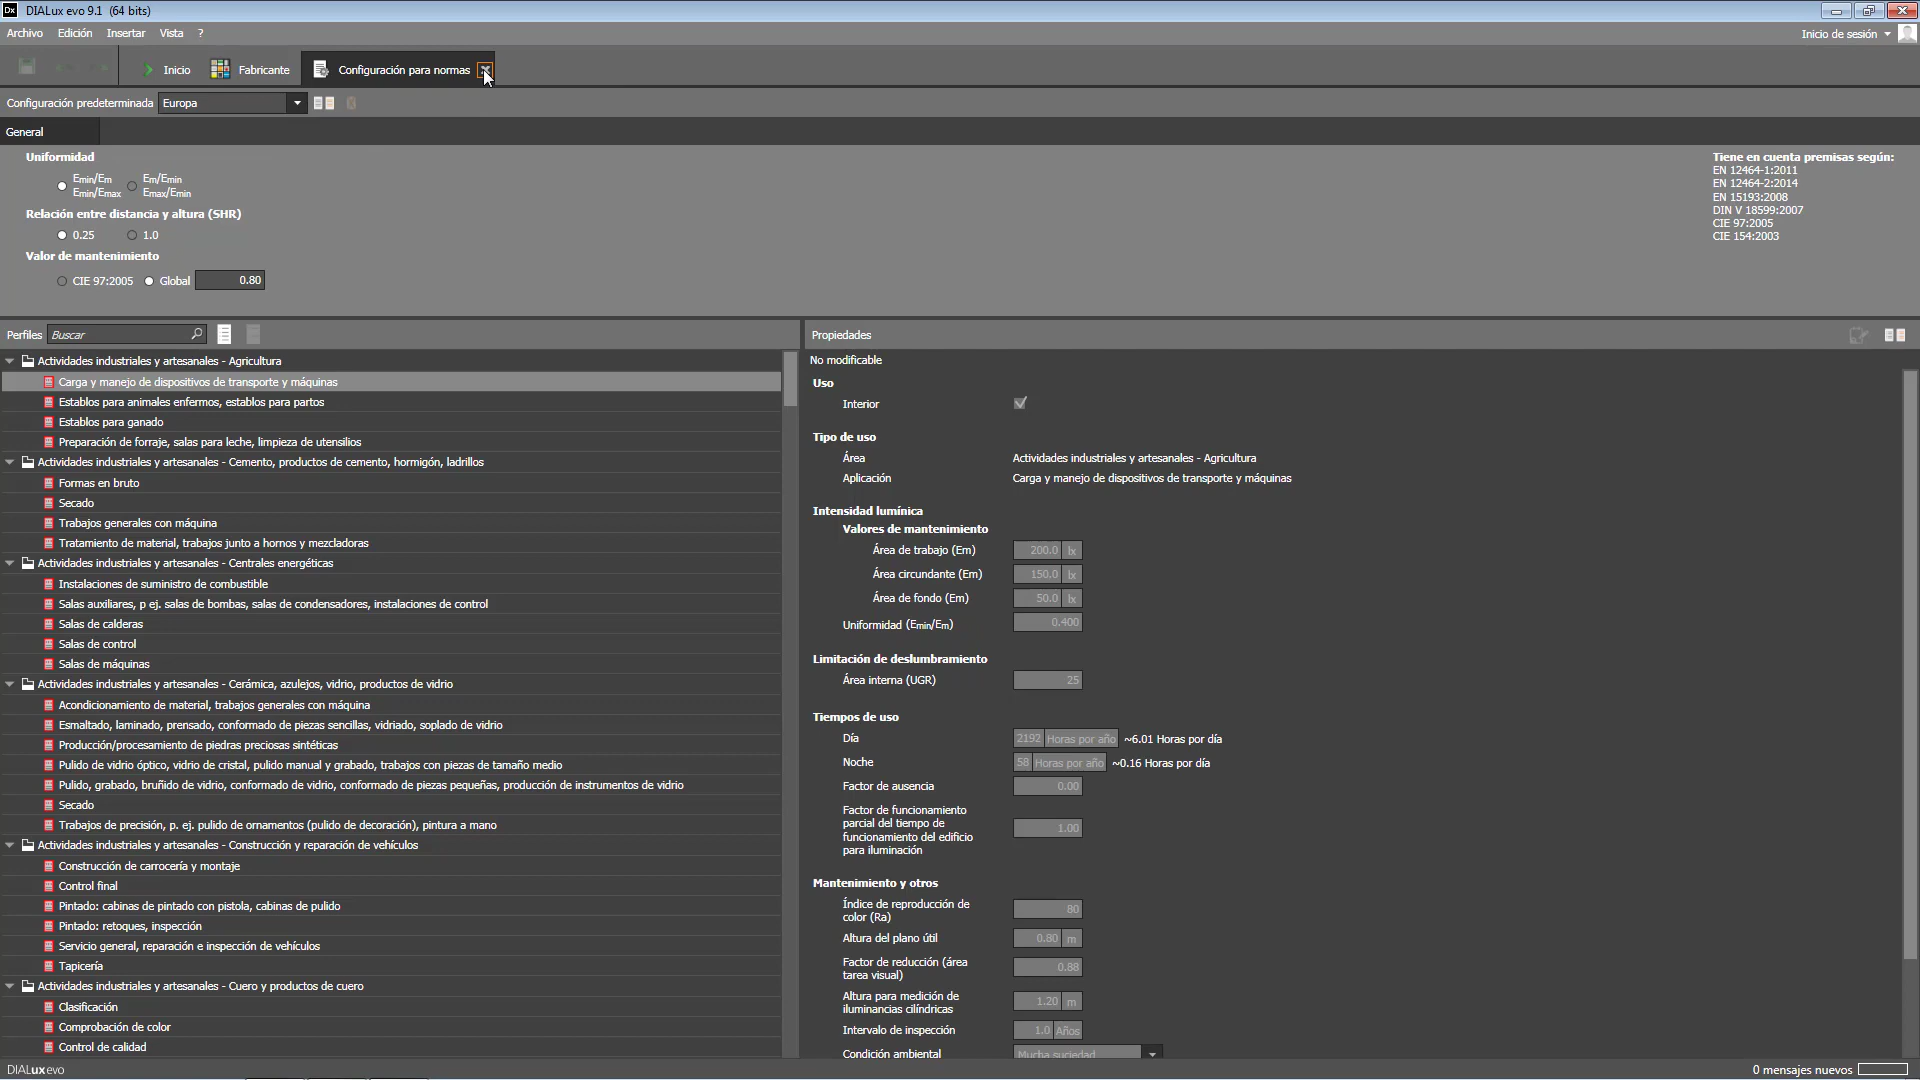 DIALux evo 9.1  (64 bits)
Archivo Edición Insertar Vista ?
Inicio de sesión
Inicio Fabricante Configuración para normas
Configuración predeterminada Europa
General
Uniformidad
Emin/Em Em/Emin
Emin/Emax Emax/Emin
Relación entre distancia y altura (SHR)
0.25 1.0
Valor de mantenimiento
CIE 97:2005 Global 0.80
Tiene en cuenta premisas según:
EN 12464-1:2011
EN 12464-2:2014
EN 15193:2008
DIN V 18599:2007
CIE 97:2005
CIE 154:2003
Perfiles Buscar
Actividades industriales y artesanales - Agricultura
Carga y manejo de dispositivos de transporte y máquinas
Establos para animales enfermos, establos para partos
Establos para ganado
Preparación de forraje, salas para leche, limpieza de utensilios
Actividades industriales y artesanales - Cemento, productos de cemento, hormigón, ladrillos
Formas en bruto
Secado
Trabajos generales con máquina
Tratamiento de material, trabajos junto a hornos y mezcladoras
Actividades industriales y artesanales - Centrales energéticas
Instalaciones de suministro de combustible
Salas auxiliares, p ej. salas de bombas, salas de condensadores, instalaciones de control
Salas de calderas
Salas de control
Salas de máquinas
Actividades industriales y artesanales - Cerámica, azulejos, vidrio, productos de vidrio
Acondicionamiento de material, trabajos generales con máquina
Esmaltado, laminado, prensado, conformado de piezas sencillas, vidriado, soplado de vidrio
Producción/procesamiento de piedras preciosas sintéticas
Pulido de vidrio óptico, vidrio de cristal, pulido manual y grabado, trabajos con piezas de tamaño medio
Pulido, grabado, bruñido de vidrio, conformado de vidrio, conformado de piezas pequeñas, producción de instrumentos de vidrio
Secado
Trabajos de precisión, p. ej. pulido de ornamentos (pulido de decoración), pintura a mano
Actividades industriales y artesanales - Construcción y reparación de vehículos
Construcción de carrocería y montaje
Control final
Pintado: cabinas de pintado con pistola, cabinas de pulido
Pintado: retoques, inspección
Servicio general, reparación e inspección de vehículos
Tapicería
Actividades industriales y artesanales - Cuero y productos de cuero
Clasificación
Comprobación de color
Control de calidad
Propiedades
No modificable
Uso
Interior
Tipo de uso
Área Actividades industriales y artesanales - Agricultura
Aplicación Carga y manejo de dispositivos de transporte y máquinas
Intensidad lumínica
Valores de mantenimiento
Área de trabajo (Em) 200.0 lx
Área circundante (Em) 150.0 lx
Área de fondo (Em) 50.0 lx
Uniformidad (Emin/Em) 0.400
Limitación de deslumbramiento
Área interna (UGR) 25
Tiempos de uso
Día 2192 Horas por año ~6.01 Horas por día
Noche 58 Horas por año ~0.16 Horas por día
Factor de ausencia 0.00
Factor de funcionamiento
parcial del tiempo de
funcionamiento del edificio
para iluminación 1.00
Mantenimiento y otros
Índice de reproducción de
color (Ra) 80
Altura del plano útil 0.80 m
Factor de reducción (área
tarea visual) 0.88
Altura para medición de
iluminancias cilíndricas 1.20 m
Intervalo de inspección 1.0 Años
Condición ambiental Mucha suciedad
DIALux evo
0 mensajes nuevos